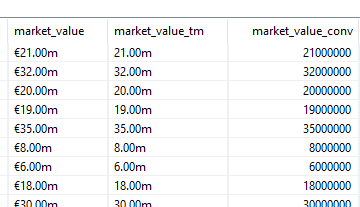 market_value market_value_tm market_value_conv
€21.00m 21.00m 21000000
€32.00m 32.00m 32000000
€20.00m 20.00m 20000000
€19.00m 19.00m 19000000
€35.00m 35.00m 35000000
€8.00m 8.00m 8000000
€6.00m 6.00m 6000000
€18.00m 18.00m 18000000
€30.00m 30.00m 30000000